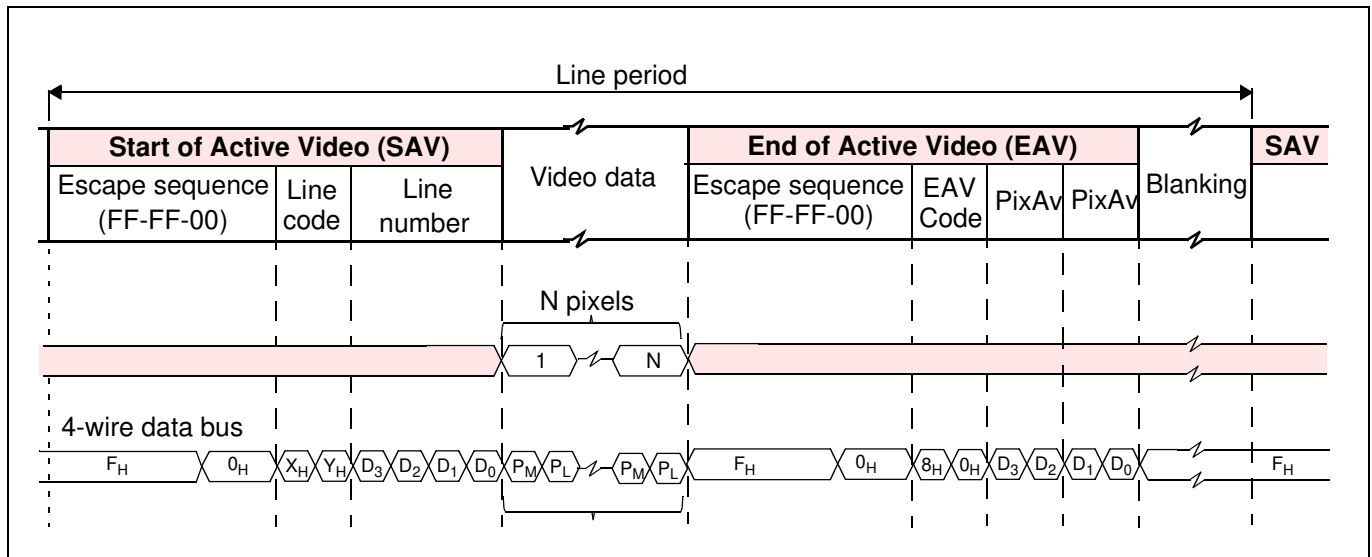 Line period
Start of Active Video (SAV)
End of Active Video (EAV)
SAV
Escape sequence
(FF-FF-00)
Line
code
Line
number
Video data
Escape sequence
(FF-FF-00)
EAV
Code
PixAv
PixAv
Blanking
N pixels
1
N
4-wire data bus
FH 0H XH YH D3 D2 D1 D0 PM PL PM PL FH 0H 8H 0H D3 D2 D1 D0 FH